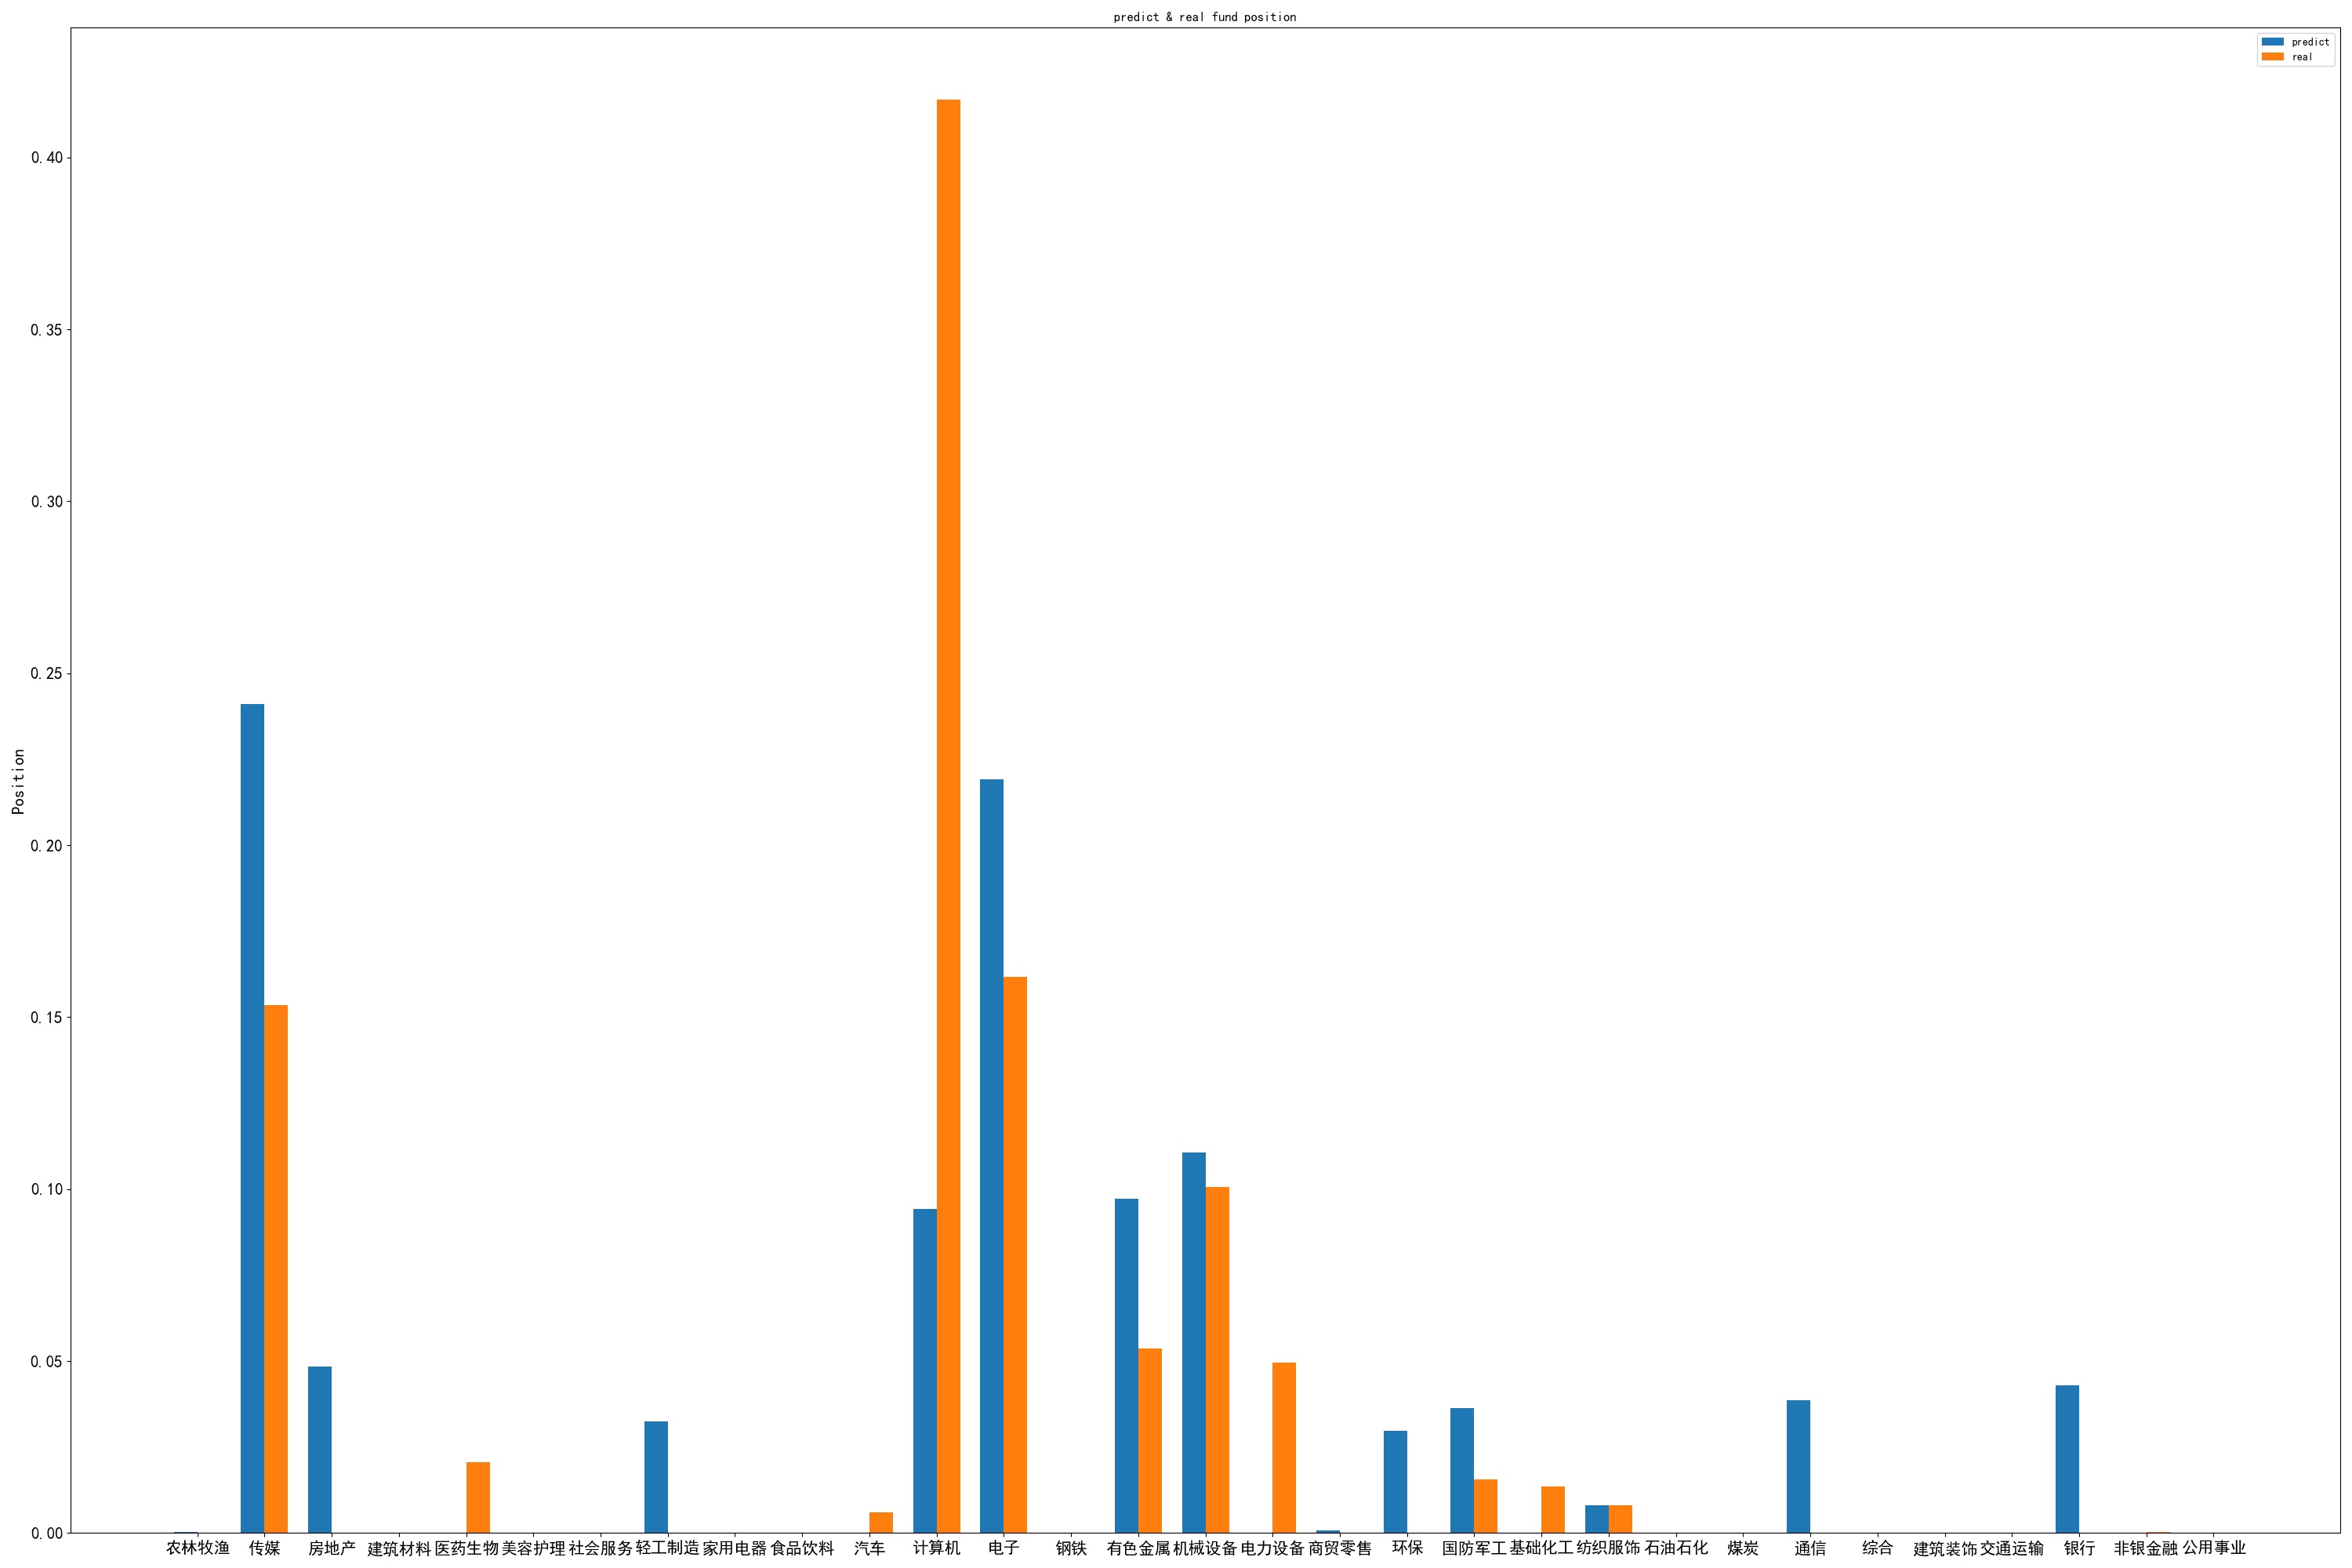 predict & real fund position
predict
real
Position
0.40
0.35
0.30
0.25
0.20
0.15
0.10
0.05
0.00
农林牧渔 传媒 房地产 建筑材料 医药生物 美容护理 社会服务 轻工制造 家用电器 食品饮料 汽车 计算机 电子 钢铁 有色金属 机械设备 电力设备 商贸零售 环保 国防军工 基础化工 纺织服饰 石油石化 煤炭 通信 综合 建筑装饰 交通运输 银行 非银金融 公用事业